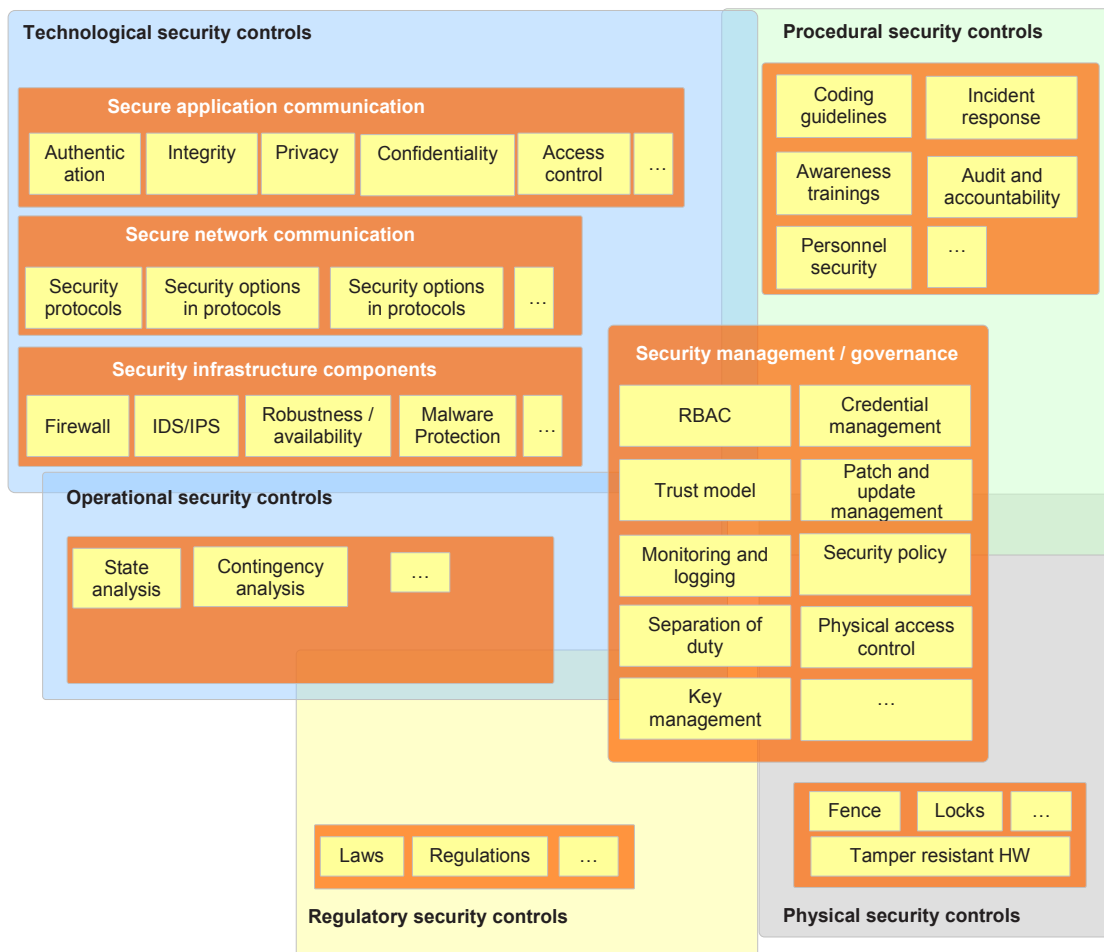 Technological security controls
Secure application communication
Authentic
ation
Integrity
Privacy
Confidentiality
Access
control
…
Secure network communication
Security
protocols
Security options
in protocols
Security options
in protocols
…
Security infrastructure components
Firewall
IDS/IPS
Robustness /
availability
Malware
Protection
…
Procedural security controls
Coding
guidelines
Incident
response
Awareness
trainings
Audit and
accountability
Personnel
security
…
Security management / governance
RBAC
Credential
management
Trust model
Patch and
update
management
Monitoring and
logging
Security policy
Separation of
duty
Physical access
control
Key
management
…
Operational security controls
State
analysis
Contingency
analysis
…
Laws
Regulations
…
Regulatory security controls
Fence
Locks
…
Tamper resistant HW
Physical security controls